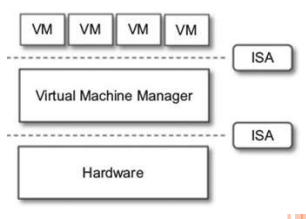 VM VM VM VM
ISA
Virtual Machine Manager
ISA
Hardware